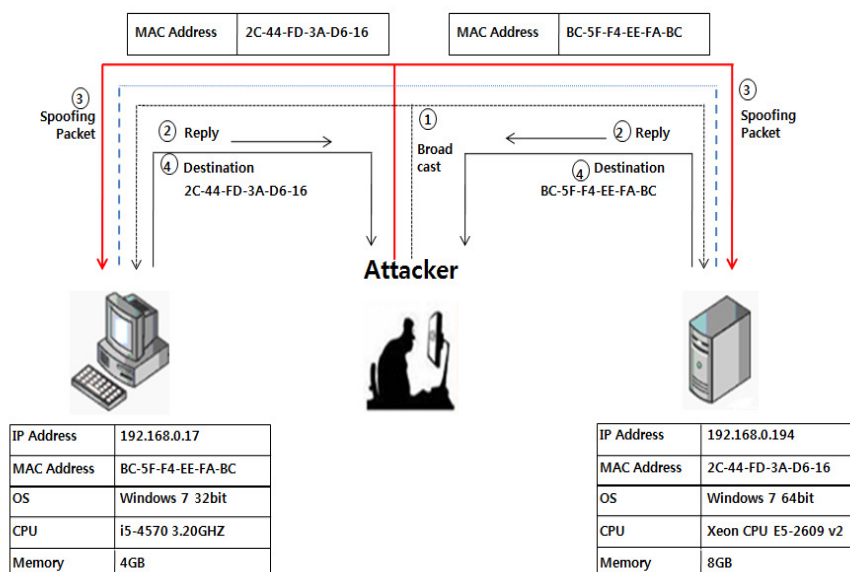 MAC Address 2C-44-FD-3A-D6-16
MAC Address BC-5F-F4-EE-FA-BC
3
Spoofing
Packet
2 Reply
4 Destination
2C-44-FD-3A-D6-16
1
Broad
cast
2 Reply
4 Destination
BC-5F-F4-EE-FA-BC
3
Spoofing
Packet
Attacker
IP Address 192.168.0.17
MAC Address BC-5F-F4-EE-FA-BC
OS Windows 7 32bit
CPU i5-4570 3.20GHZ
Memory 4GB
IP Address 192.168.0.194
MAC Address 2C-44-FD-3A-D6-16
OS Windows 7 64bit
CPU Xeon CPU E5-2609 v2
Memory 8GB